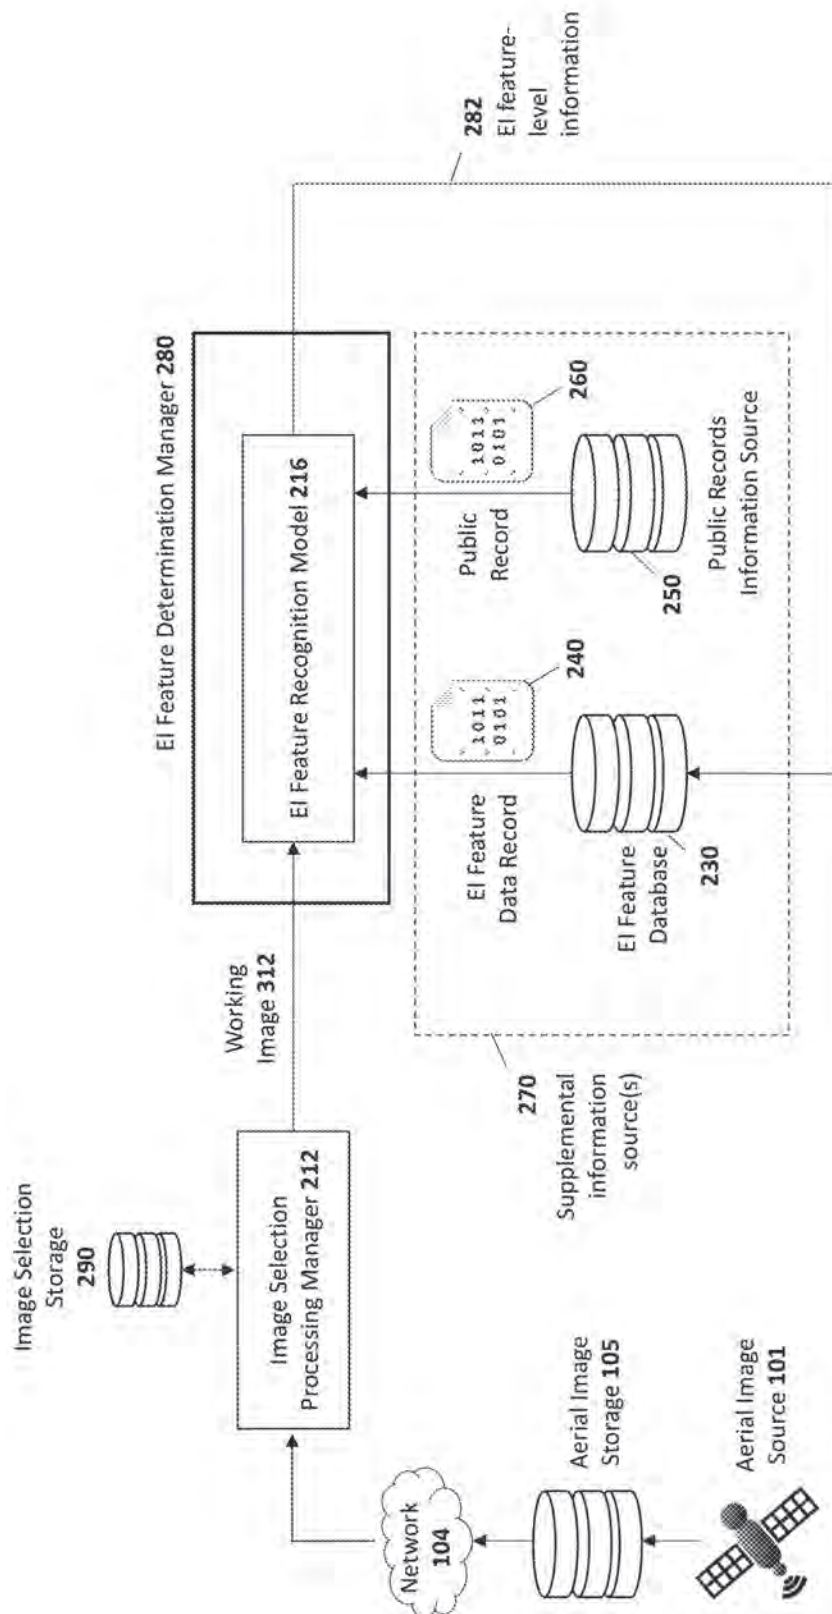 Image Selection
Storage
290
Image Selection
Processing Manager 212
Network
104
Aerial Image
Storage 105
Aerial Image
Source 101
Working
Image 312
EI Feature Determination Manager 280
EI Feature Recognition Model 216
282 EI feature-
level
information
270
Supplemental
information
source(s)
EI Feature
Data Record
1011
0101
240
EI Feature
Database
230
Public
Record
1011
0101
260
250
Public Records
Information Source